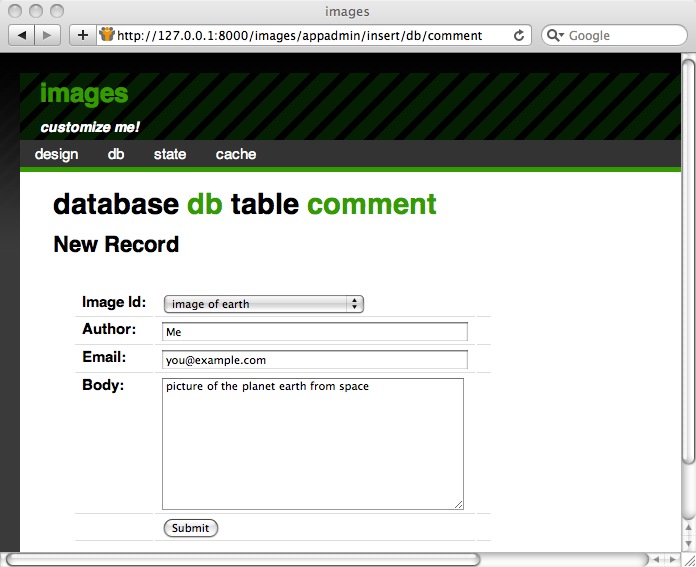 images
http://127.0.0.1:8000/images/appadmin/insert/db/comment
Google
images
customize me!
design db state cache
database db table comment
New Record
Image Id: image of earth
Author: Me
Email: you@example.com
Body: picture of the planet earth from space
Submit